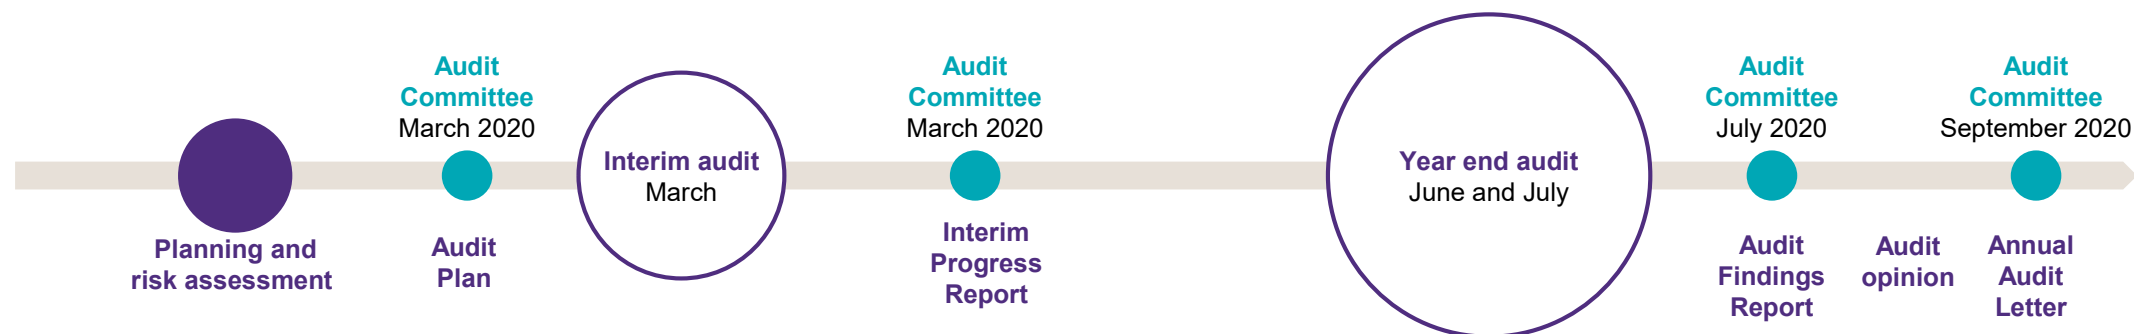 Planning and
risk assessment
Audit
Committee
March 2020
Audit
Plan
Interim audit
March
Audit
Committee
March 2020
Interim
Progress
Report
Year end audit
June and July
Audit
Committee
July 2020
Audit
Findings
Report
Audit
opinion
Audit
Committee
September 2020
Annual
Audit
Letter